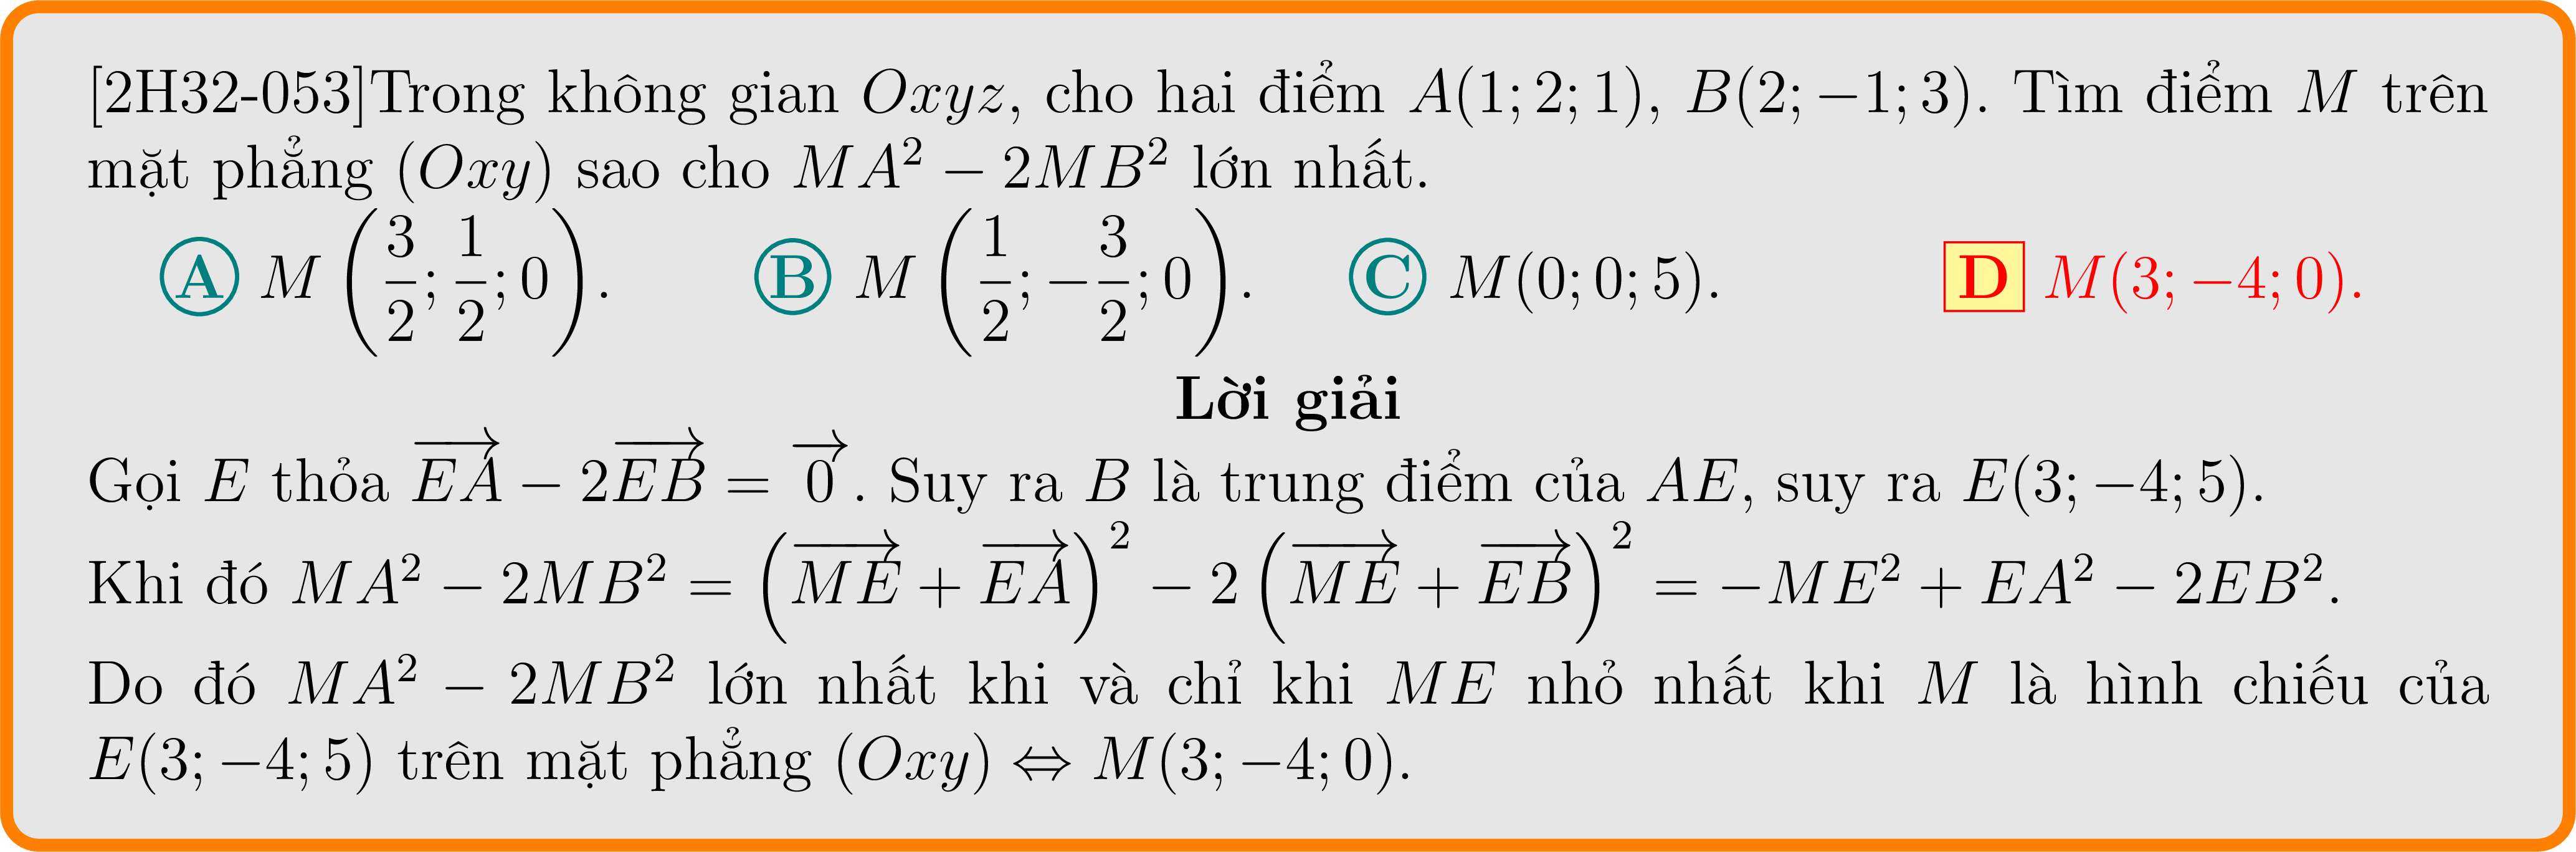 [2H32-053]Trong không gian $Oxyz$, cho hai điểm $A(1; 2; 1)$, $B(2; -1; 3)$. Tìm điểm $M$ trên
mặt phẳng $(Oxy)$ sao cho $MA^2 - 2MB^2$ lớn nhất.
A $M\left(\dfrac{3}{2}; \dfrac{1}{2}; 0\right)$. B $M\left(\dfrac{1}{2}; -\dfrac{3}{2}; 0\right)$. C $M(0; 0; 5)$. D $M(3; -4; 0)$.
Lời giải
Gọi $E$ thỏa $\overrightarrow{EA} - 2\overrightarrow{EB} = \overrightarrow{0}$. Suy ra $B$ là trung điểm của $AE$, suy ra $E(3; -4; 5)$.
Khi đó $MA^2 - 2MB^2 = \left(\overrightarrow{ME} + \overrightarrow{EA}\right)^2 - 2\left(\overrightarrow{ME} + \overrightarrow{EB}\right)^2 = -ME^2 + EA^2 - 2EB^2$.
Do đó $MA^2 - 2MB^2$ lớn nhất khi và chỉ khi $ME$ nhỏ nhất khi $M$ là hình chiếu của
$E(3; -4; 5)$ trên mặt phẳng $(Oxy) \Leftrightarrow M(3; -4; 0)$.